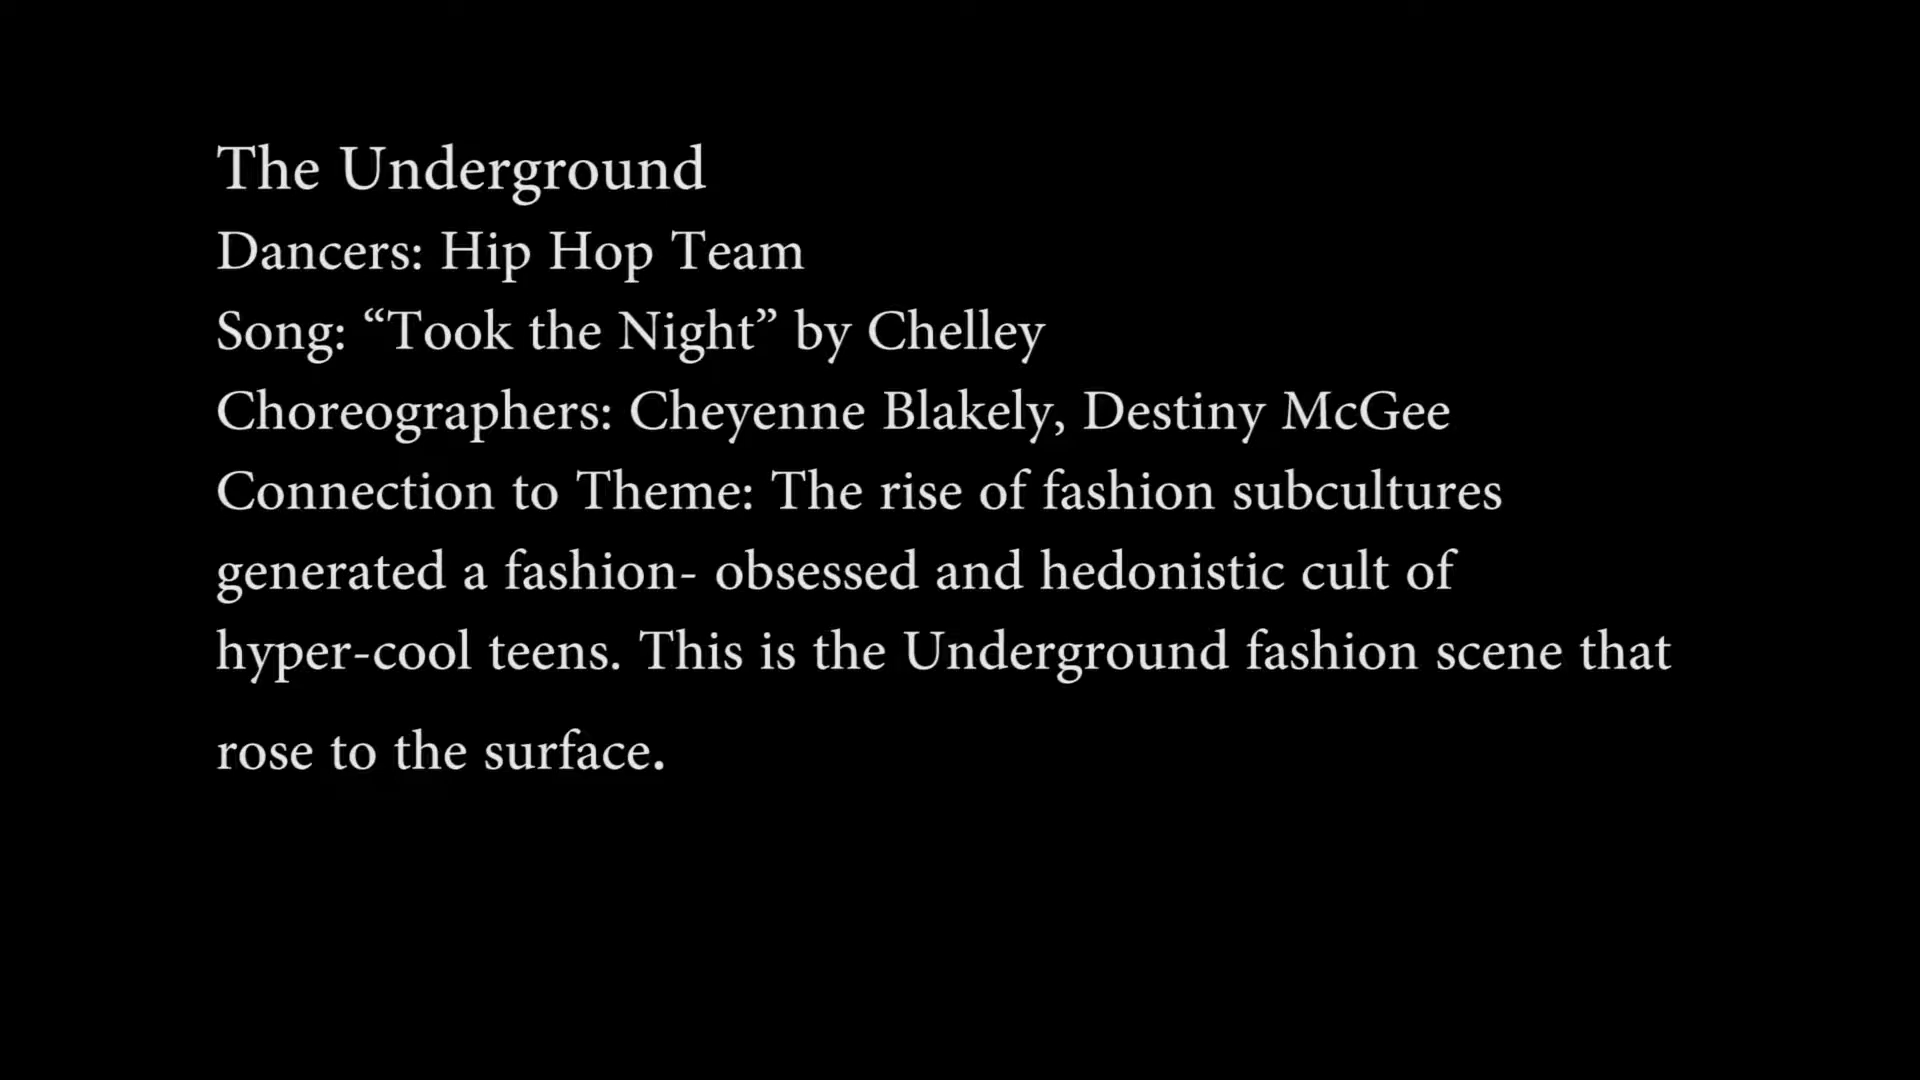 The Underground
Dancers: Hip Hop Team
Song: “Took the Night” by Chelley
Choreographers: Cheyenne Blakely, Destiny McGee
Connection to Theme: The rise of fashion subcultures
generated a fashion- obsessed and hedonistic cult of
hyper-cool teens. This is the Underground fashion scene that
rose to the surface.